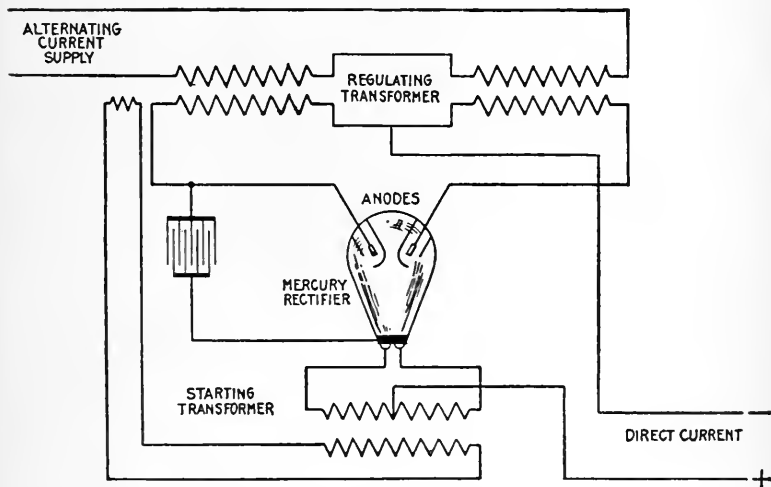 ALTERNATING
CURRENT
SUPPLY
REGULATING
TRANSFORMER
ANODES
MERCURY
RECTIFIER
STARTING
TRANSFORMER
DIRECT CURRENT
−
+